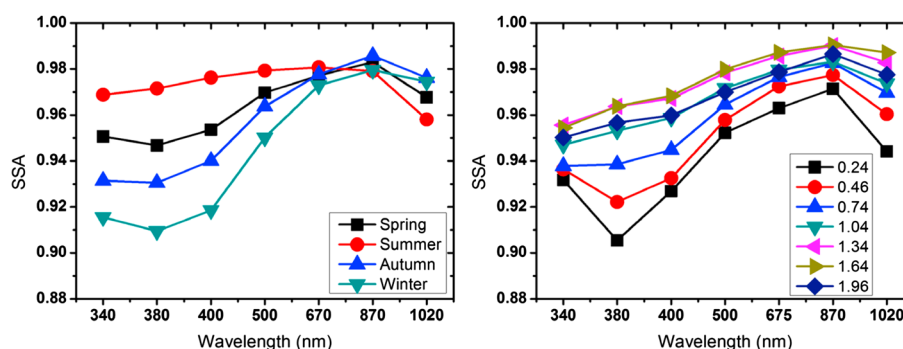 1.00
0.98
0.96
0.94
0.92
0.90
0.88
SSA
340 380 400 500 670 870 1020
Wavelength (nm)
Spring
Summer
Autumn
Winter
1.00
0.98
0.96
0.94
0.92
0.90
0.88
SSA
340 380 400 500 675 870 1020
Wavelength (nm)
0.24
0.46
0.74
1.04
1.34
1.64
1.96